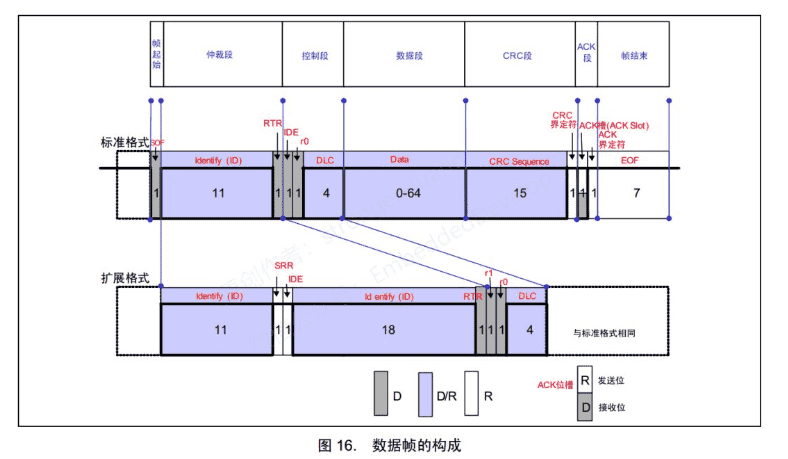 帧起始 仲裁段 控制段 数据段 CRC段 ACK段 帧结束
CRC界定符
RTR IDE r0 ACK槽(ACK Slot)
ACK界定符
标准格式 SOF Identify (ID) DLC Data CRC Sequence EOF
1 11 1 1 1 4 0-64 15 1 1 1 7
扩展格式 SRR IDE r1 r0
Identify (ID) Id entify (ID) RTR DLC
11 1 1 18 1 1 1 4 与标准格式相同
D D/R R
ACK位槽 R 发送位
D 接收位
图 16. 数据帧的构成